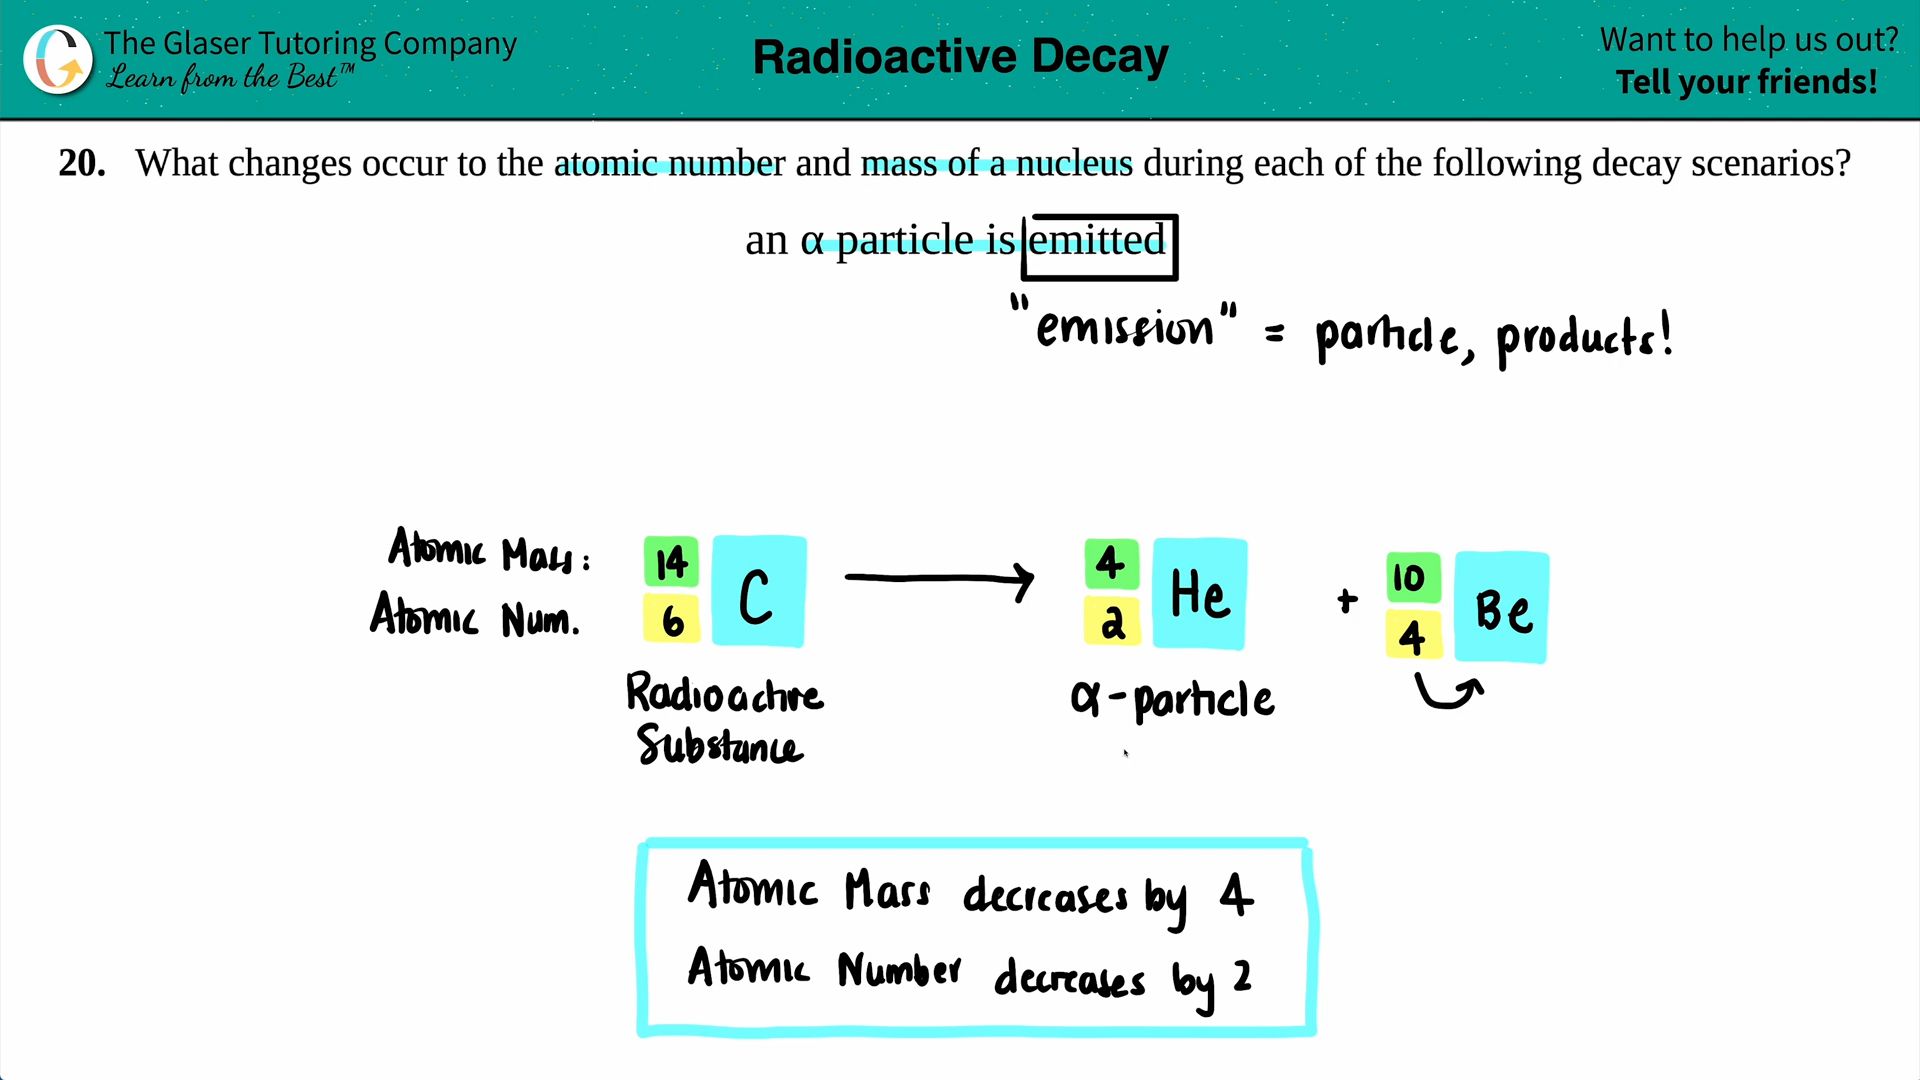 The Glaser Tutoring Company
Learn from the Best™
Radioactive Decay
Want to help us out?
Tell your friends!
20. What changes occur to the atomic number and mass of a nucleus during each of the following decay scenarios?
an α particle is emitted
"emission" = particle, products!
Atomic Mass: 14 C → 4 He + 10 Be
Atomic Num. 6 2 4
Radioactive α-particle
Substance
Atomic Mass decreases by 4
Atomic Number decreases by 2